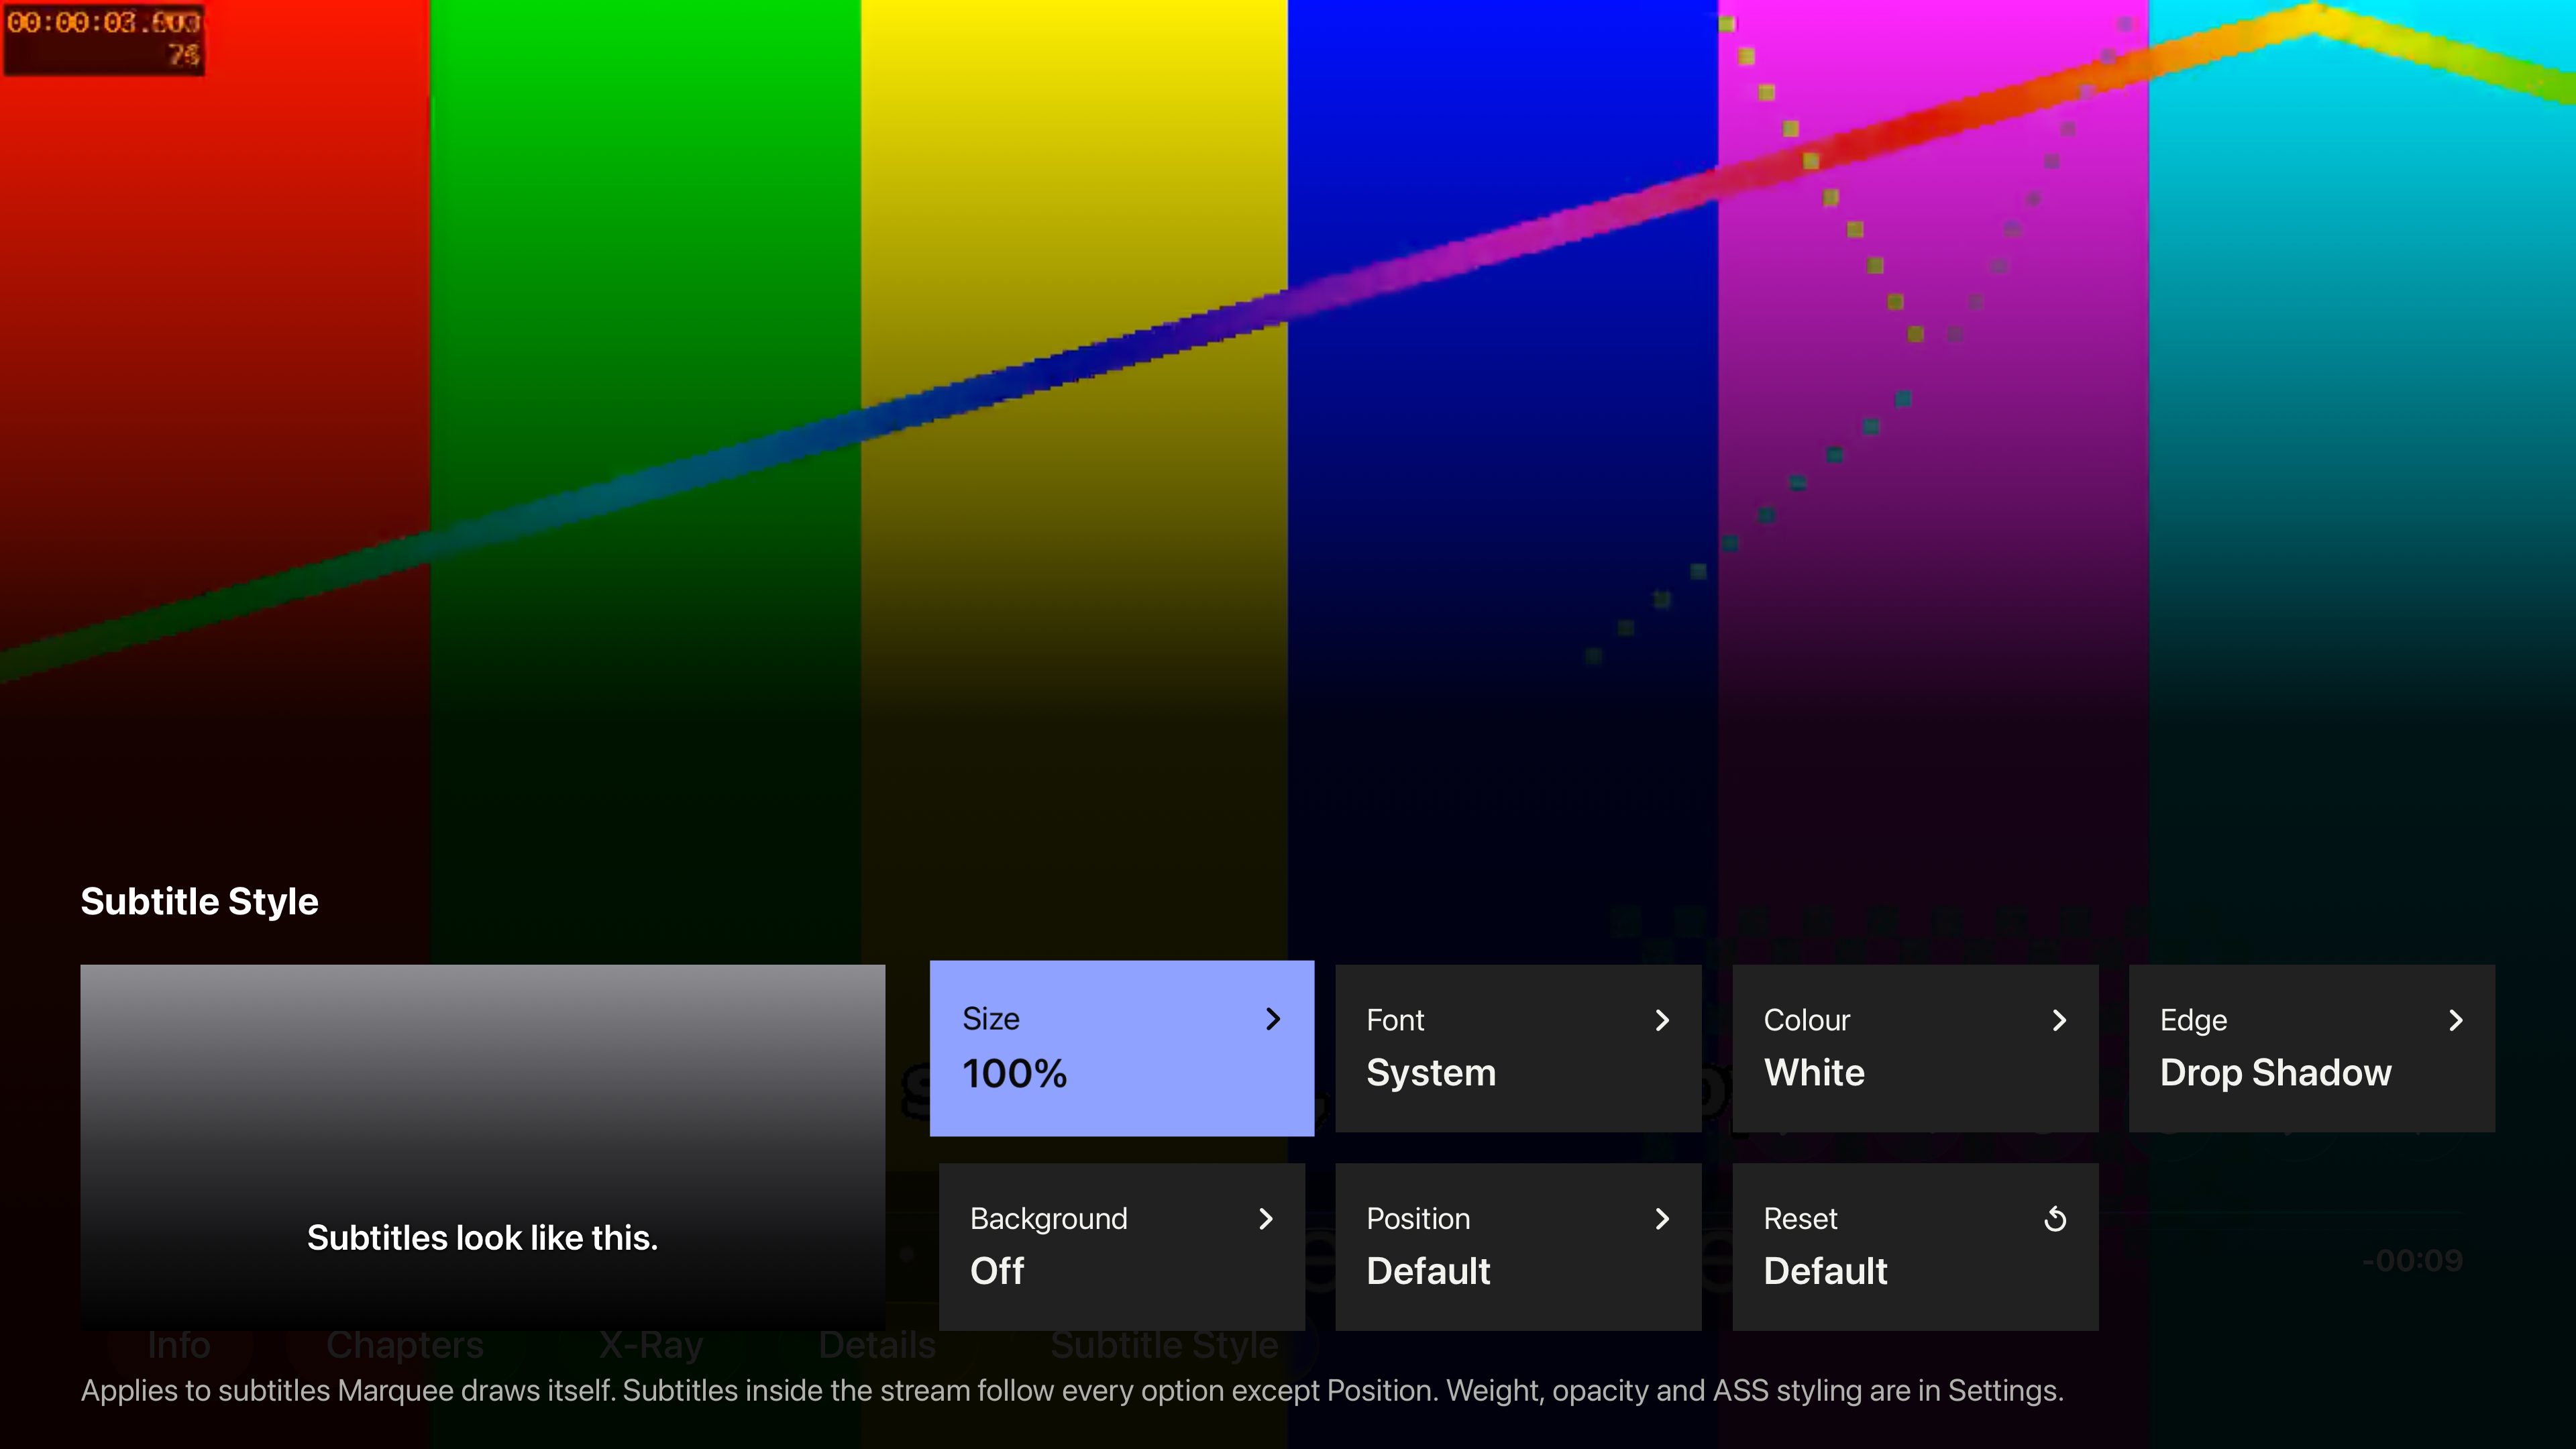 Subtitle Style
Size
100%
Font
System
Colour
White
Edge
Drop Shadow
Subtitles look like this.
Background
Off
Position
Default
Reset
Default
-00:09
Info
Chapters
X-Ray
Details
Subtitle Style
Applies to subtitles Marquee draws itself. Subtitles inside the stream follow every option except Position. Weight, opacity and ASS styling are in Settings.